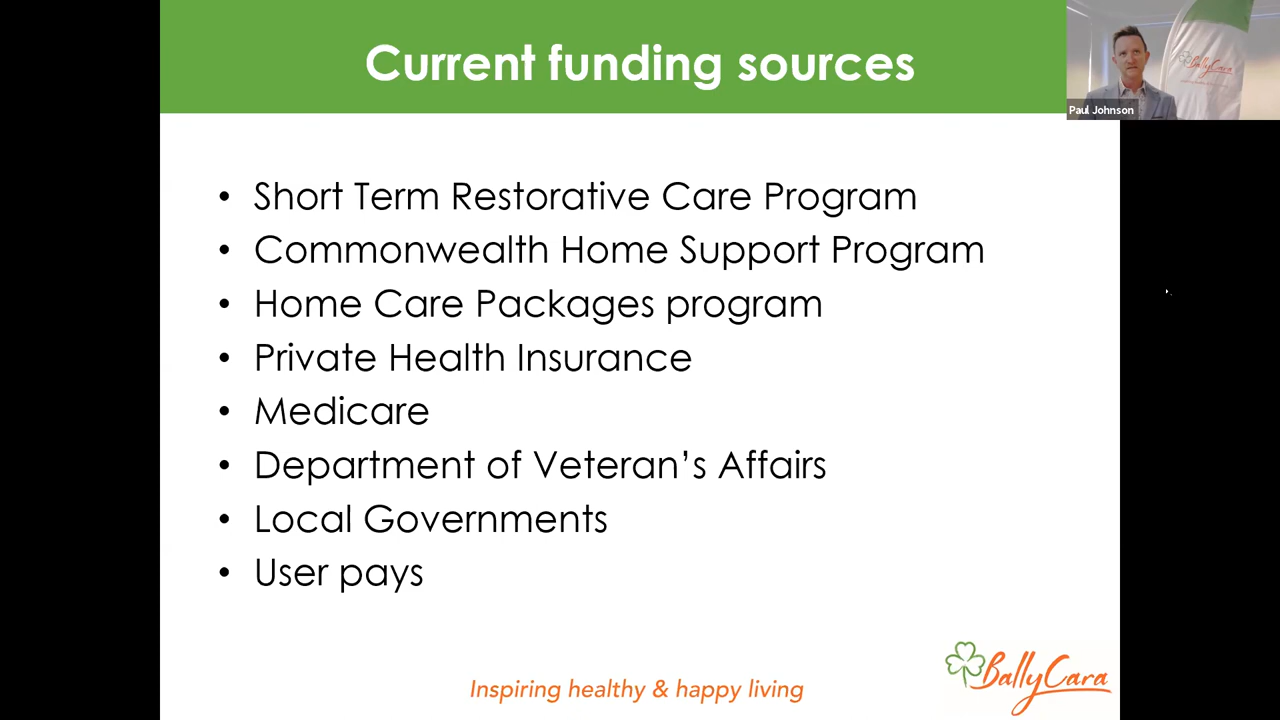 Current funding sources
BallyCara
Paul Johnson
• Short Term Restorative Care Program
• Commonwealth Home Support Program
• Home Care Packages program
• Private Health Insurance
• Medicare
• Department of Veteran’s Affairs
• Local Governments
• User pays
Inspiring healthy & happy living
BallyCara